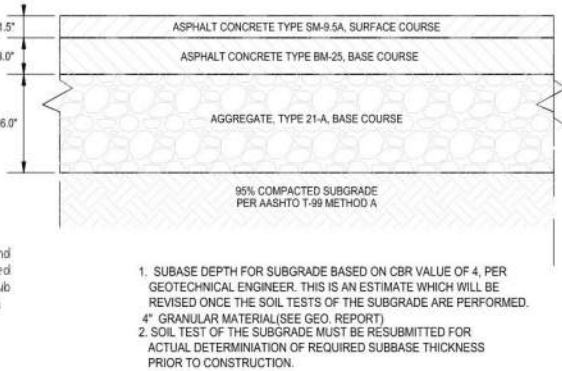 ASPHALT CONCRETE TYPE SM-9.5A, SURFACE COURSE
ASPHALT CONCRETE TYPE BM-25, BASE COURSE
AGGREGATE, TYPE 21-A, BASE COURSE
95% COMPACTED SUBGRADE
PER AASHTO T-99 METHOD A
1. SUBASE DEPTH FOR SUBGRADE BASED ON CBR VALUE OF 4, PER
GEOTECHNICAL ENGINEER. THIS IS AN ESTIMATE WHICH WILL BE
REVISED ONCE THE SOIL TESTS OF THE SUBGRADE ARE PERFORMED.
4" GRANULAR MATERIAL(SEE GEO. REPORT)
2. SOIL TEST OF THE SUBGRADE MUST BE RESUBMITTED FOR
ACTUAL DETERMINIATION OF REQUIRED SUBBASE THICKNESS
PRIOR TO CONSTRUCTION.